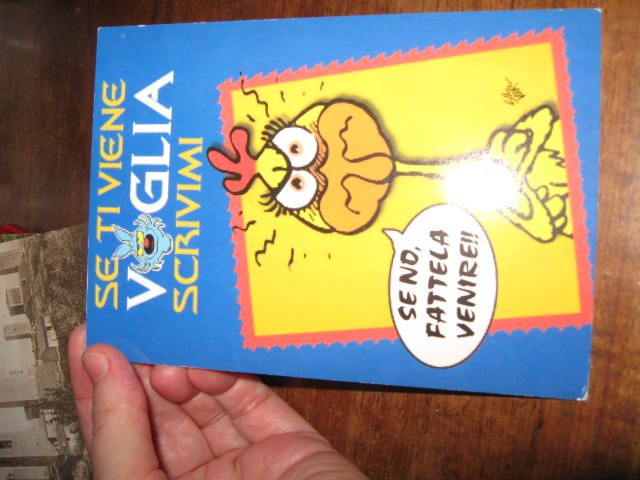 SE TI VIENE
VOGLIA
SCRIVIMI
SE NO,
FATTELA
VENIRE!!